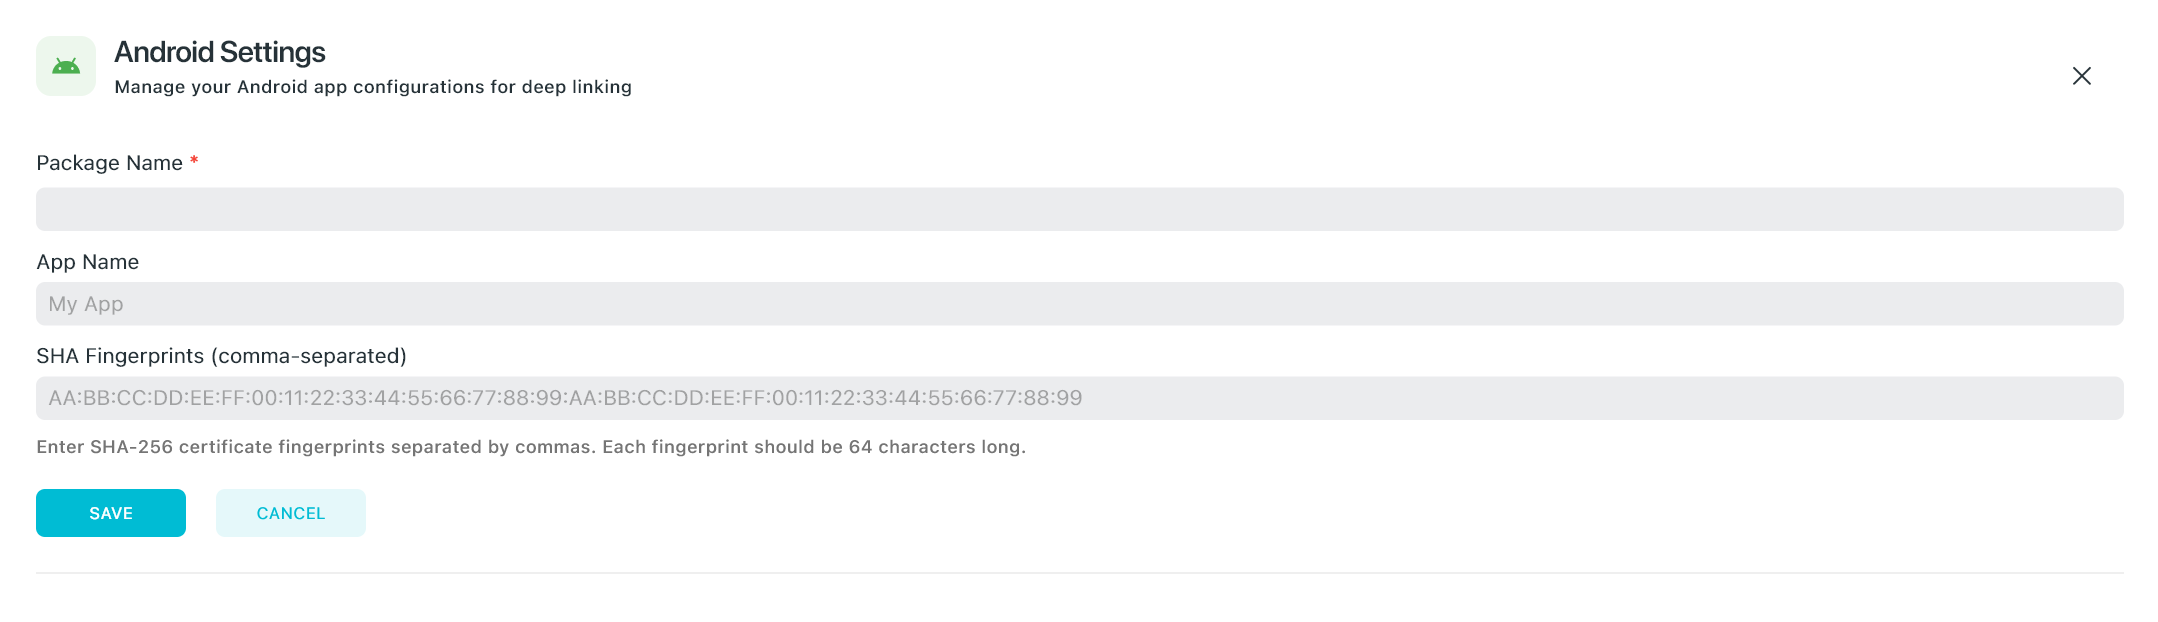 Android Settings
Manage your Android app configurations for deep linking
Package Name *
App Name
My App
SHA Fingerprints (comma-separated)
AA:BB:CC:DD:EE:FF:00:11:22:33:44:55:66:77:88:99:AA:BB:CC:DD:EE:FF:00:11:22:33:44:55:66:77:88:99
Enter SHA-256 certificate fingerprints separated by commas. Each fingerprint should be 64 characters long.
SAVE
CANCEL